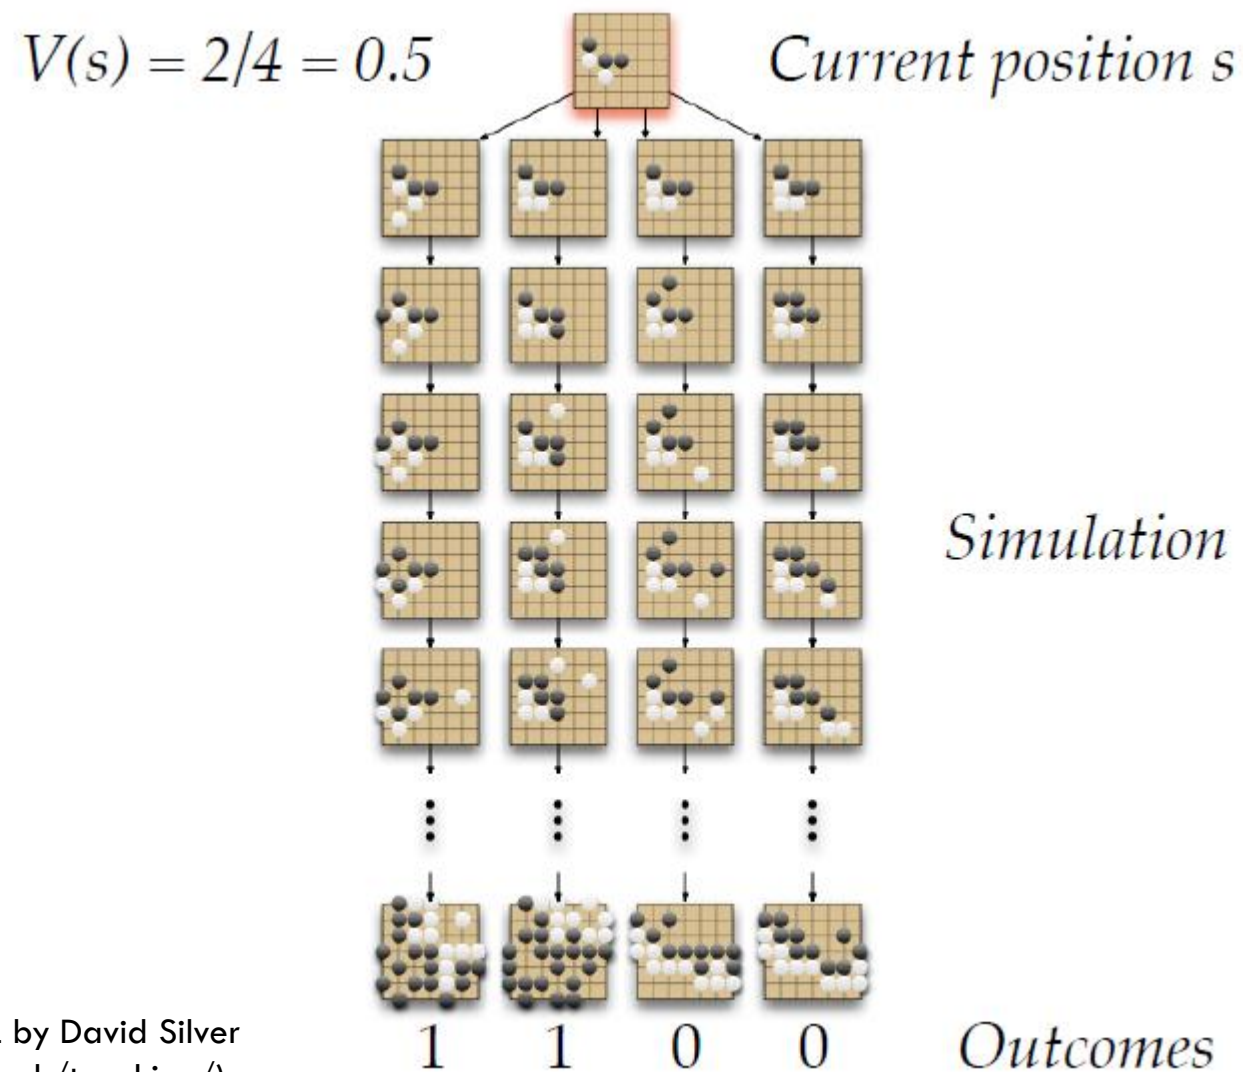 V(s) = 2/4 = 0.5
Current position s
Simulation
by David Silver
1 1 0 0
Outcomes